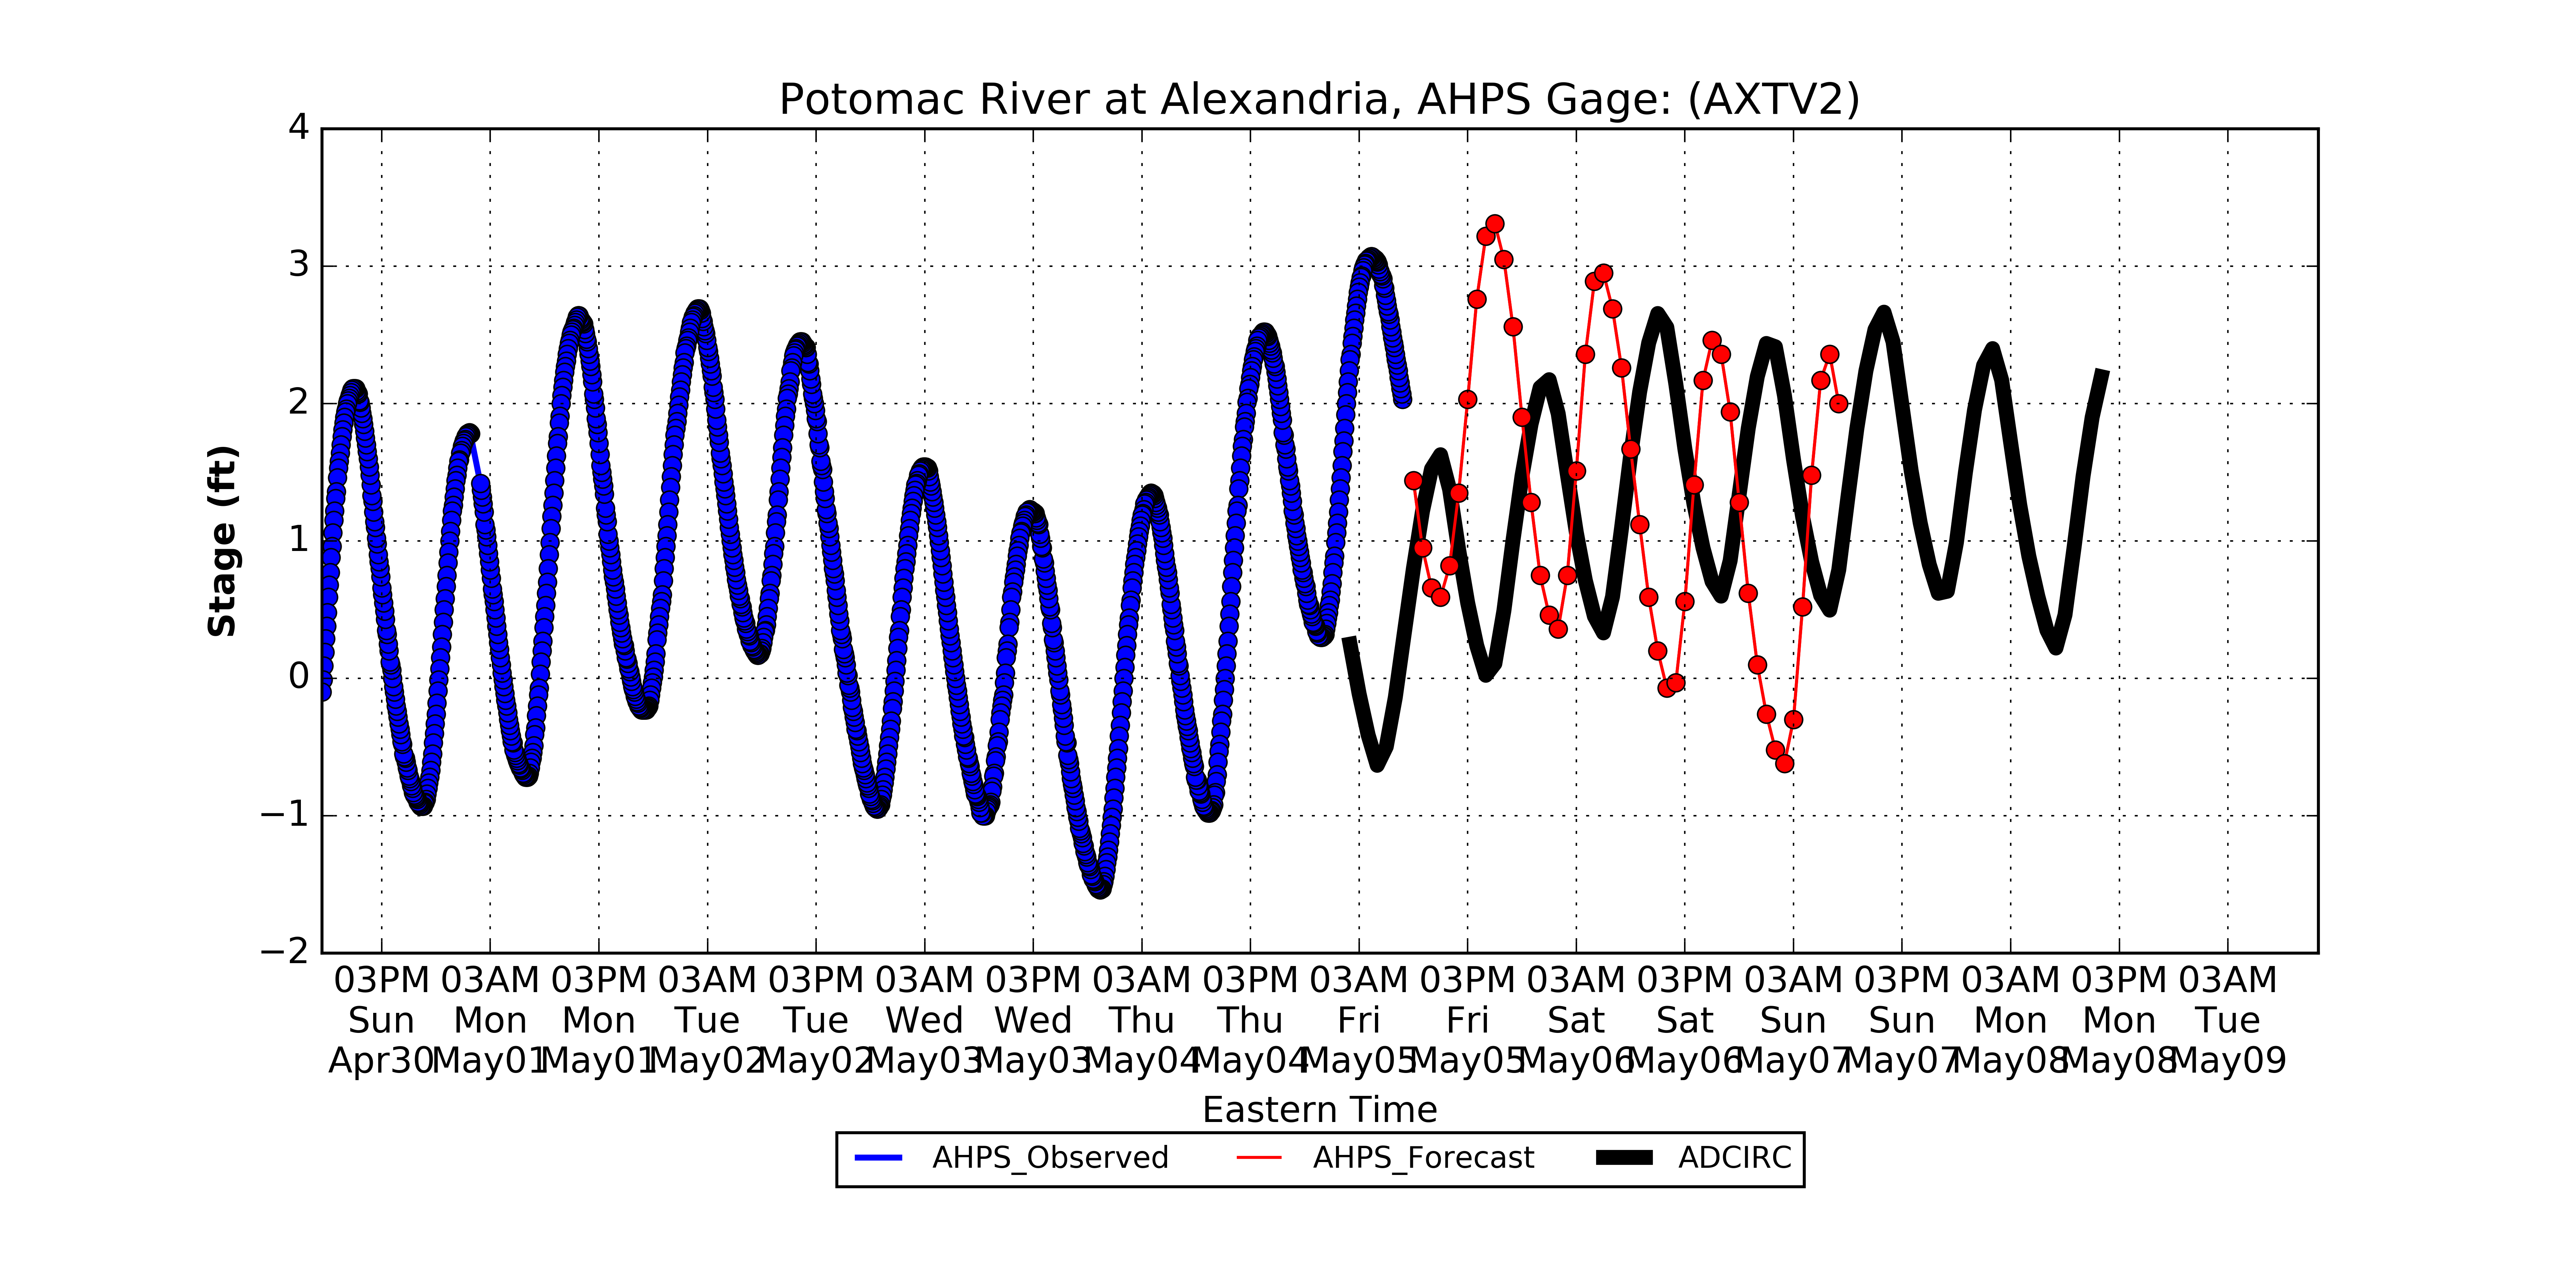 Potomac River at Alexandria, AHPS Gage: (AXTV2)
4
3
2
1
0
−1
−2
Stage (ft)
03PM 03AM 03PM 03AM 03PM 03AM 03PM 03AM 03PM 03AM 03PM 03AM 03PM 03AM 03PM 03AM 03PM 03AM
Sun Mon Mon Tue Tue Wed Wed Thu Thu Fri Fri Sat Sat Sun Sun Mon Mon Tue
Apr30 May01 May01 May02 May02 May03 May03 May04 May04 May05 May05 May06 May06 May07 May07 May08 May08 May09
Eastern Time
AHPS_Observed AHPS_Forecast ADCIRC